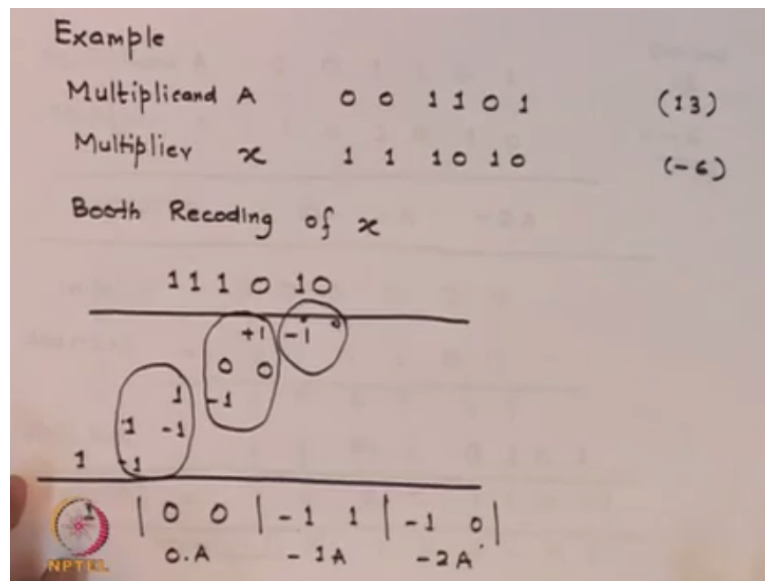 Example
Multiplicand A 0 0 1 1 0 1 (13)
Multiplier x 1 1 1 0 1 0 (-6)
Booth Recoding of x
1 1 1 0 1 0
+1 -1 0
0 0
1 -1
1 -1
1 -1
1 | 0 0 | -1 1 | -1 0 |
0.A -1A -2A
NPTEL